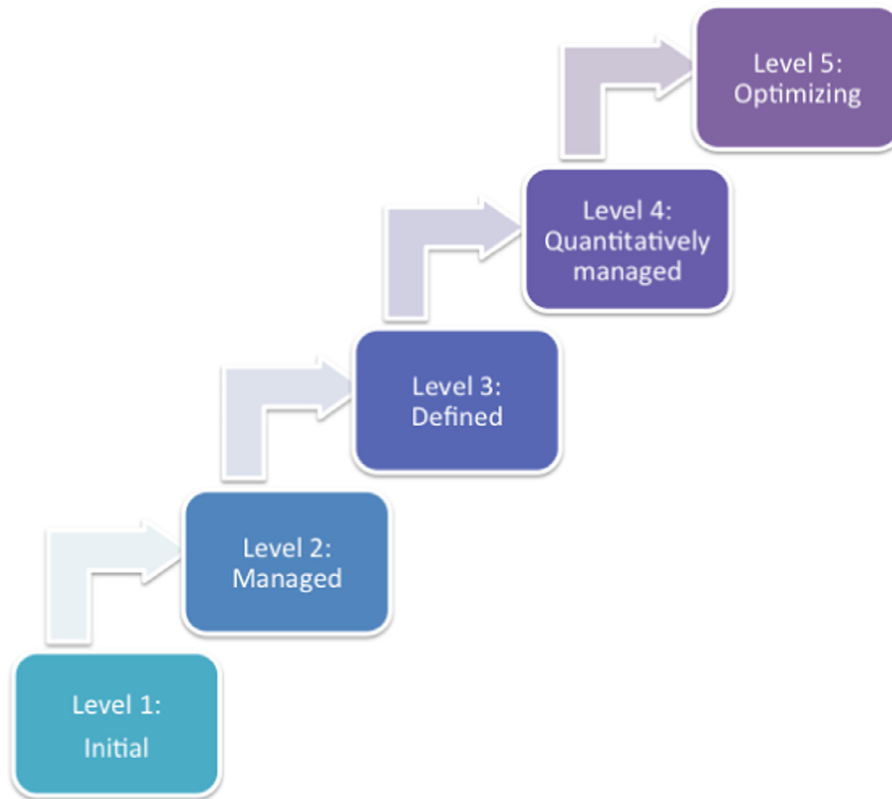 Level 5:
Optimizing
Level 4:
Quantitatively
managed
Level 3:
Defined
Level 2:
Managed
Level 1:
Initial